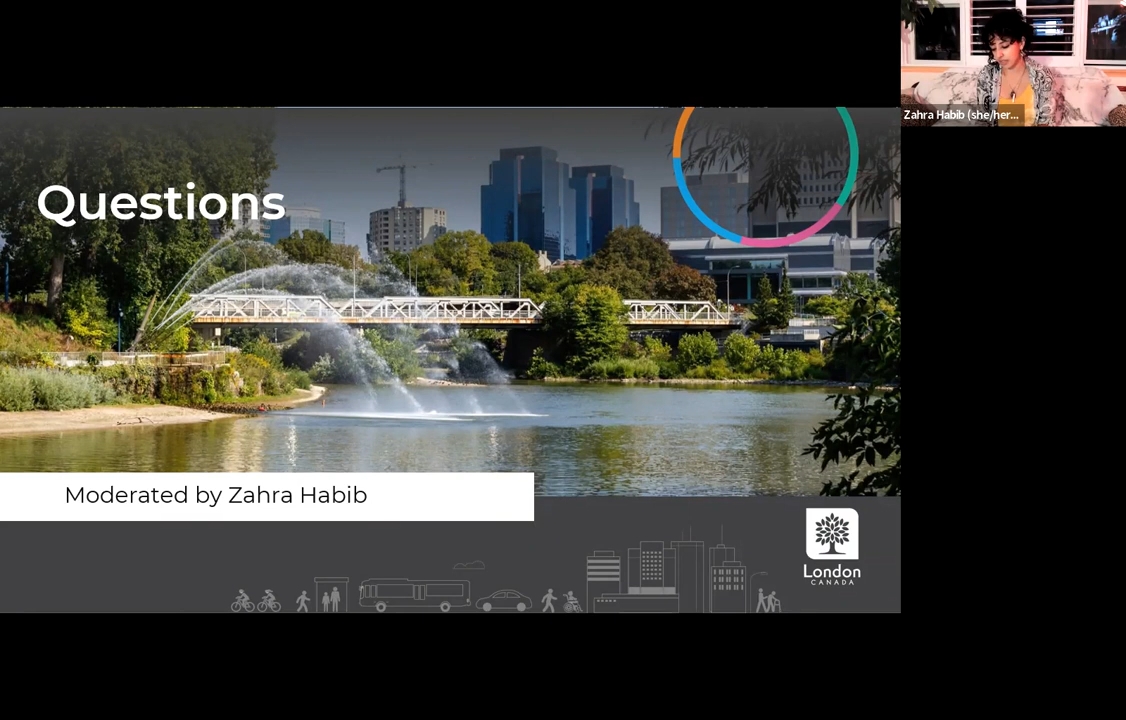 Zahra Habib (she/her...
Questions
Moderated by Zahra Habib
London
CANADA